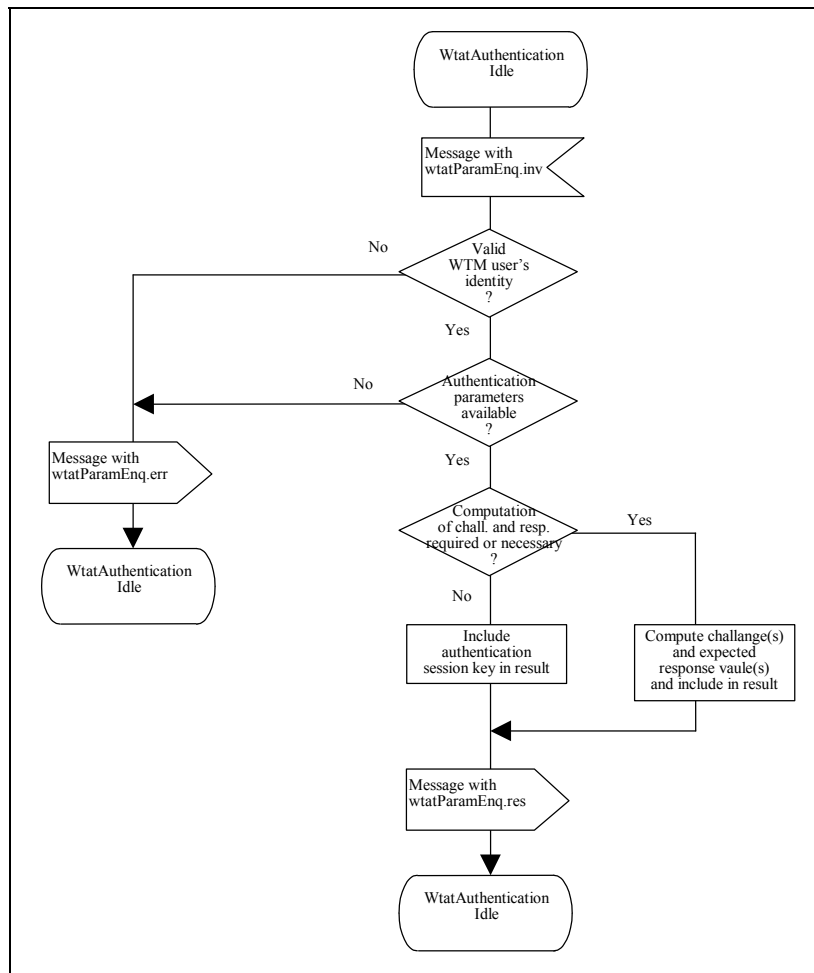 WtatAuthentication
Idle
Message with
wtatParamEnq.inv
No
Valid
WTM user's
identity
?
Yes
No
Authentication
parameters
available
?
Message with
wtatParamEnq.err
Yes
WtatAuthentication
Idle
Computation
of chall. and resp.
required or necessary
?
Yes
No
Include
authentication
session key in result
Compute challange(s)
and expected
response vaule(s)
and include in result
Message with
wtatParamEnq.res
WtatAuthentication
Idle